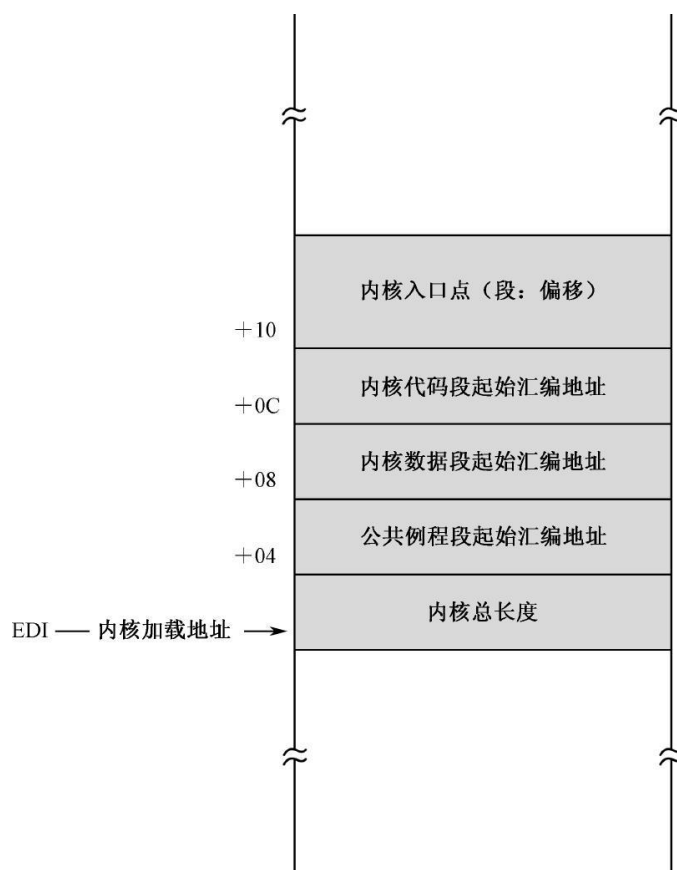 内核入口点（段：偏移）
+10
内核代码段起始汇编地址
+0C
内核数据段起始汇编地址
+08
公共例程段起始汇编地址
+04
内核总长度
EDI — 内核加载地址